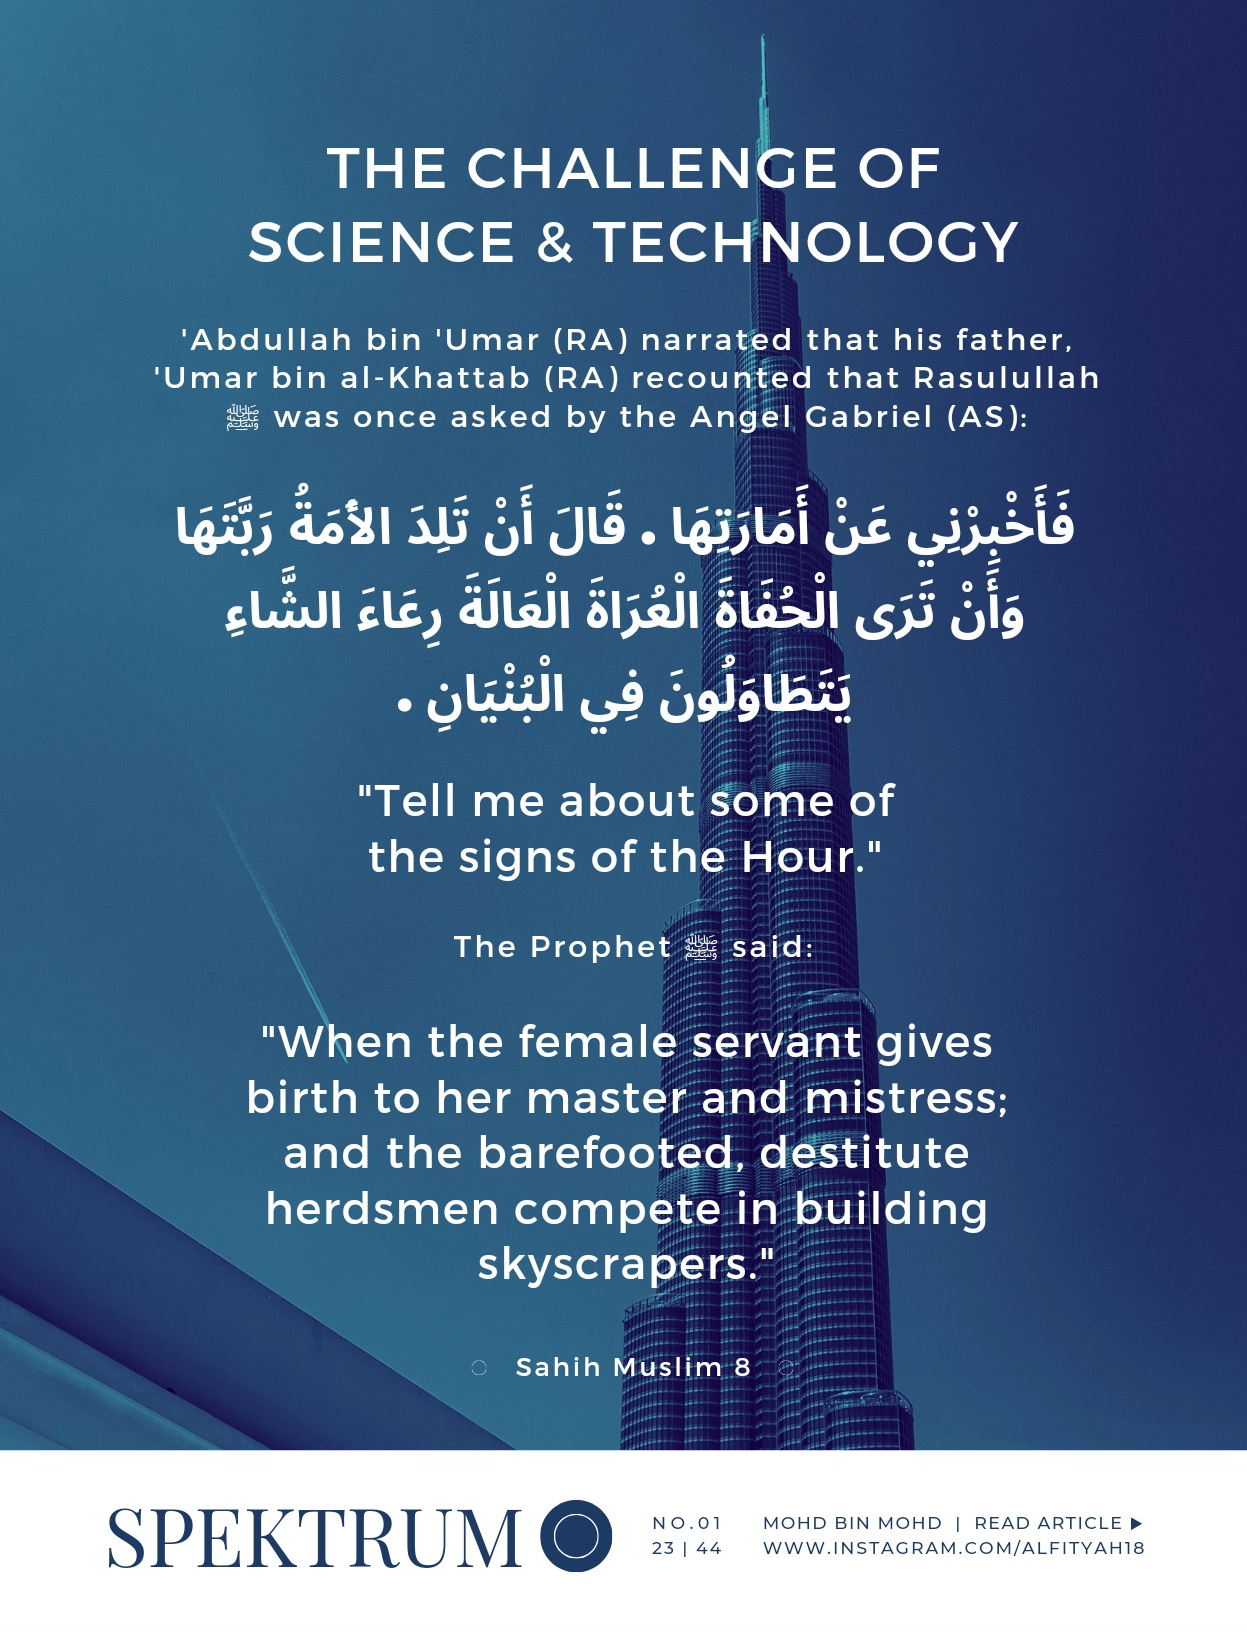 THE CHALLENGE OF
SCIENCE & TECHNOLOGY
'Abdullah bin 'Umar (RA) narrated that his father,
'Umar bin al-Khattab (RA) recounted that Rasulullah
ﷺ was once asked by the Angel Gabriel (AS):
فَأَخْبِرْنِي عَنْ أَمَارَتِهَا . قَالَ أَنْ تَلِدَ الأَمَةُ رَبَّتَهَا
وَأَنْ تَرَى الْحُفَاةَ الْعُرَاةَ الْعَالَةَ رِعَاءَ الشَّاءِ
يَتَطَاوَلُونَ فِي الْبُنْيَانِ .
"Tell me about some of
the signs of the Hour."
The Prophet ﷺ said:
"When the female servant gives
birth to her master and mistress;
and the barefooted, destitute
herdsmen compete in building
skyscrapers."
Sahih Muslim 8
SPEKTRUM
NO.01
23 | 44
MOHD BIN MOHD | READ ARTICLE ▶
WWW.INSTAGRAM.COM/ALFITYAH18